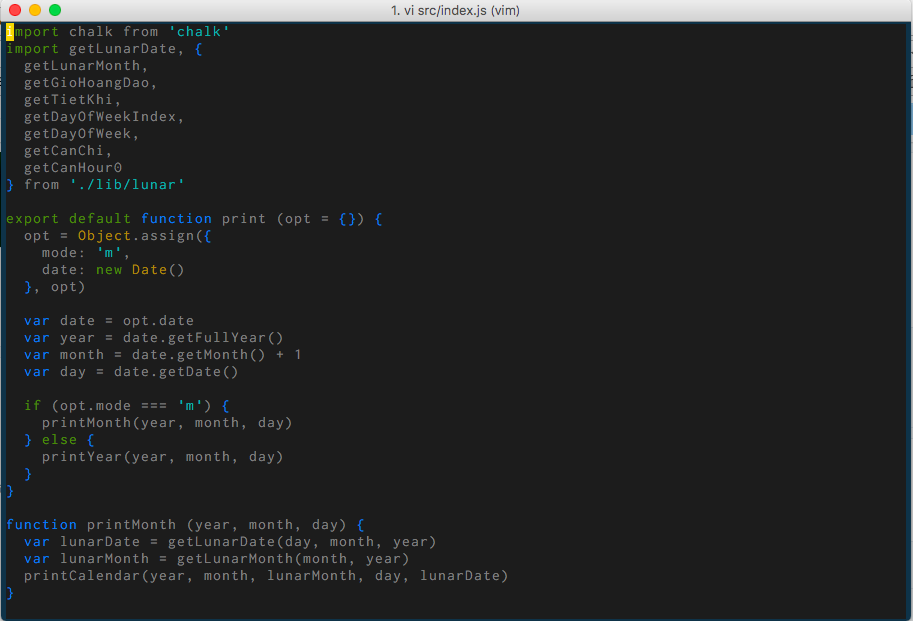 1. vi src/index.js (vim)
import chalk from 'chalk'
import getLunarDate, {
  getLunarMonth,
  getGioHoangDao,
  getTietKhi,
  getDayOfWeekIndex,
  getDayOfWeek,
  getCanChi,
  getCanHour0
} from './lib/lunar'

export default function print (opt = {}) {
  opt = Object.assign({
    mode: 'm',
    date: new Date()
  }, opt)

  var date = opt.date
  var year = date.getFullYear()
  var month = date.getMonth() + 1
  var day = date.getDate()

  if (opt.mode === 'm') {
    printMonth(year, month, day)
  } else {
    printYear(year, month, day)
  }
}

function printMonth (year, month, day) {
  var lunarDate = getLunarDate(day, month, year)
  var lunarMonth = getLunarMonth(month, year)
  printCalendar(year, month, lunarMonth, day, lunarDate)
}